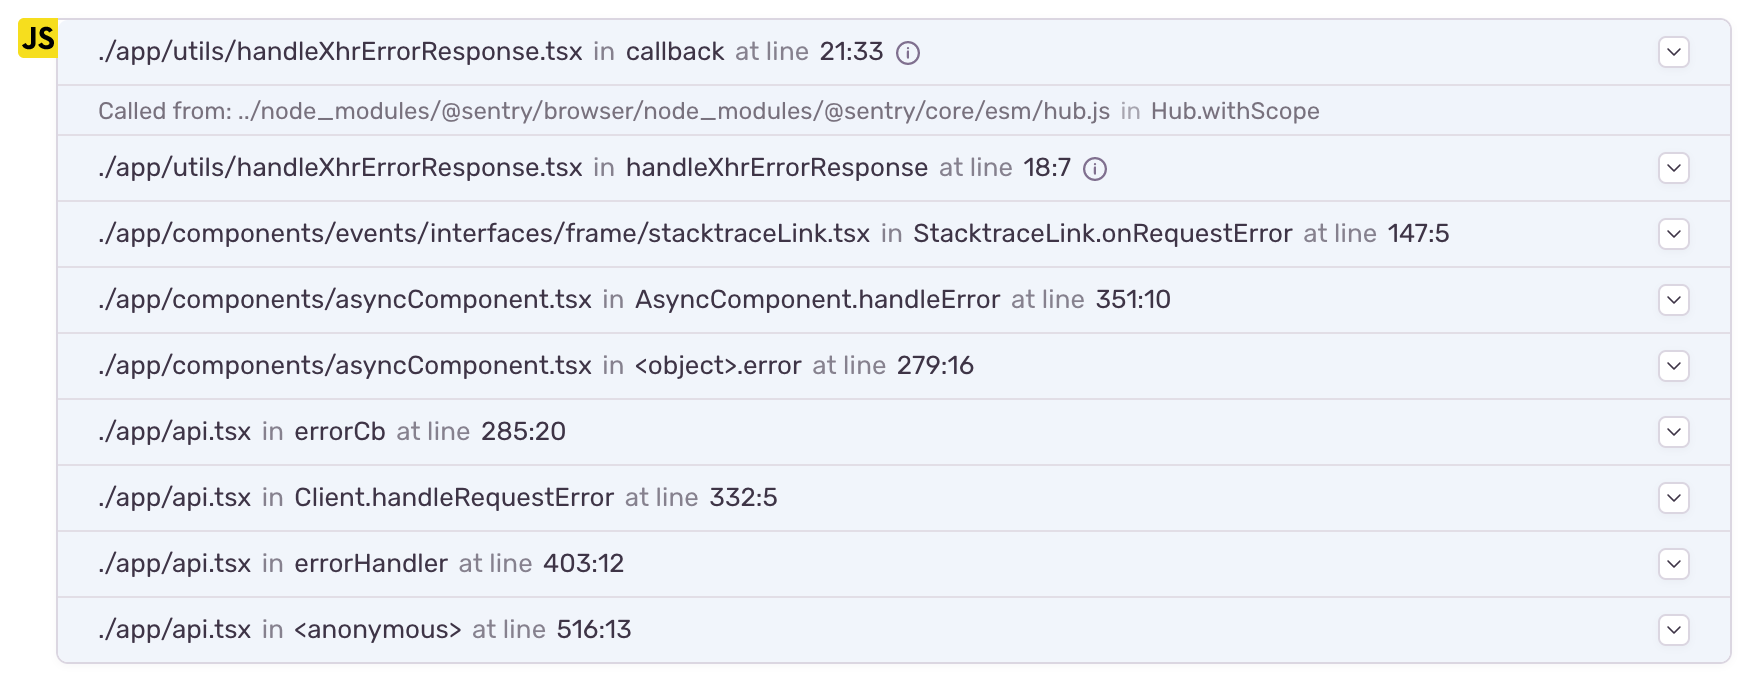 JS
./app/utils/handleXhrErrorResponse.tsx in callback at line 21:33
Called from: ../node_modules/@sentry/browser/node_modules/@sentry/core/esm/hub.js in Hub.withScope
./app/utils/handleXhrErrorResponse.tsx in handleXhrErrorResponse at line 18:7
./app/components/events/interfaces/frame/stacktraceLink.tsx in StacktraceLink.onRequestError at line 147:5
./app/components/asyncComponent.tsx in AsyncComponent.handleError at line 351:10
./app/components/asyncComponent.tsx in <object>.error at line 279:16
./app/api.tsx in errorCb at line 285:20
./app/api.tsx in Client.handleRequestError at line 332:5
./app/api.tsx in errorHandler at line 403:12
./app/api.tsx in <anonymous> at line 516:13